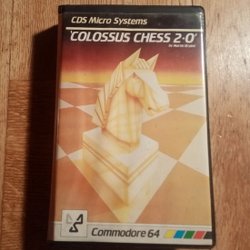 CDS Micro Systems
'COLOSSUS CHESS 2·0'
by Martin Bryant
Commodore 64